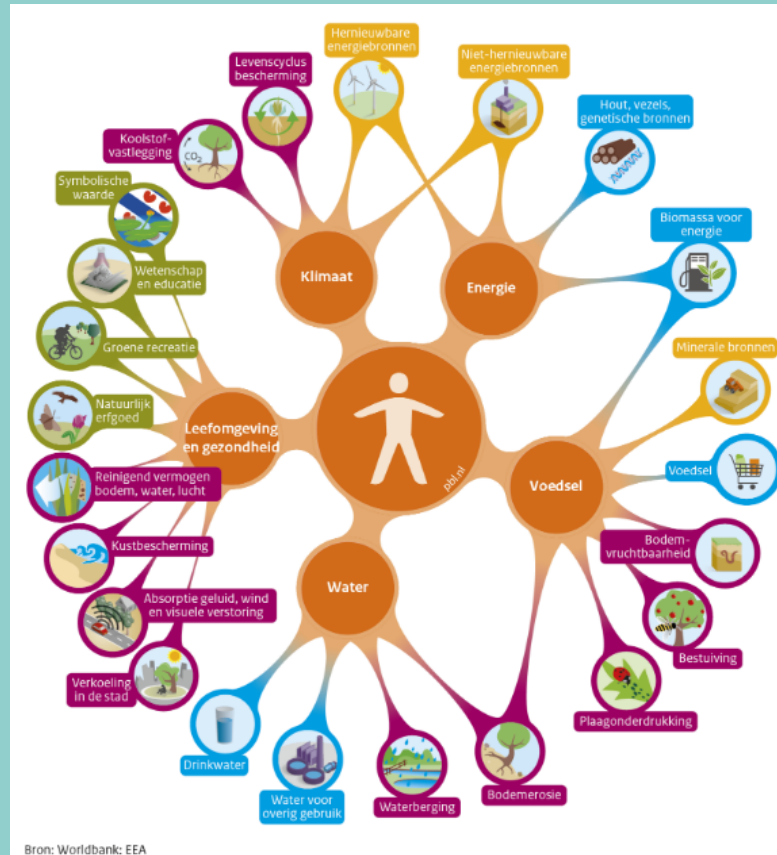 Hernieuwbare
energiebronnen
Niet-hernieuwbare
energiebronnen
Levenscyclus
bescherming
Hout, vezels,
genetische bronnen
Koolstof-
vastlegging
CO2
Symbolische
waarde
Biomassa voor
energie
Wetenschap
en educatie
Klimaat
Energie
Groene recreatie
Minerale bronnen
Natuurlijk
erfgoed
Leefomgeving
en gezondheid
pbl.nl
Voedsel
Voedsel
Reinigend vermogen
bodem, water, lucht
Kustbescherming
Bodem-
vruchtbaarheid
Water
Absorptie geluid, wind
en visuele verstoring
Bestuiving
Verkoeling
in de stad
Plaagonderdrukking
Drinkwater
Water voor
overig gebruik
Waterberging
Bodemerosie
Bron: Worldbank; EEA